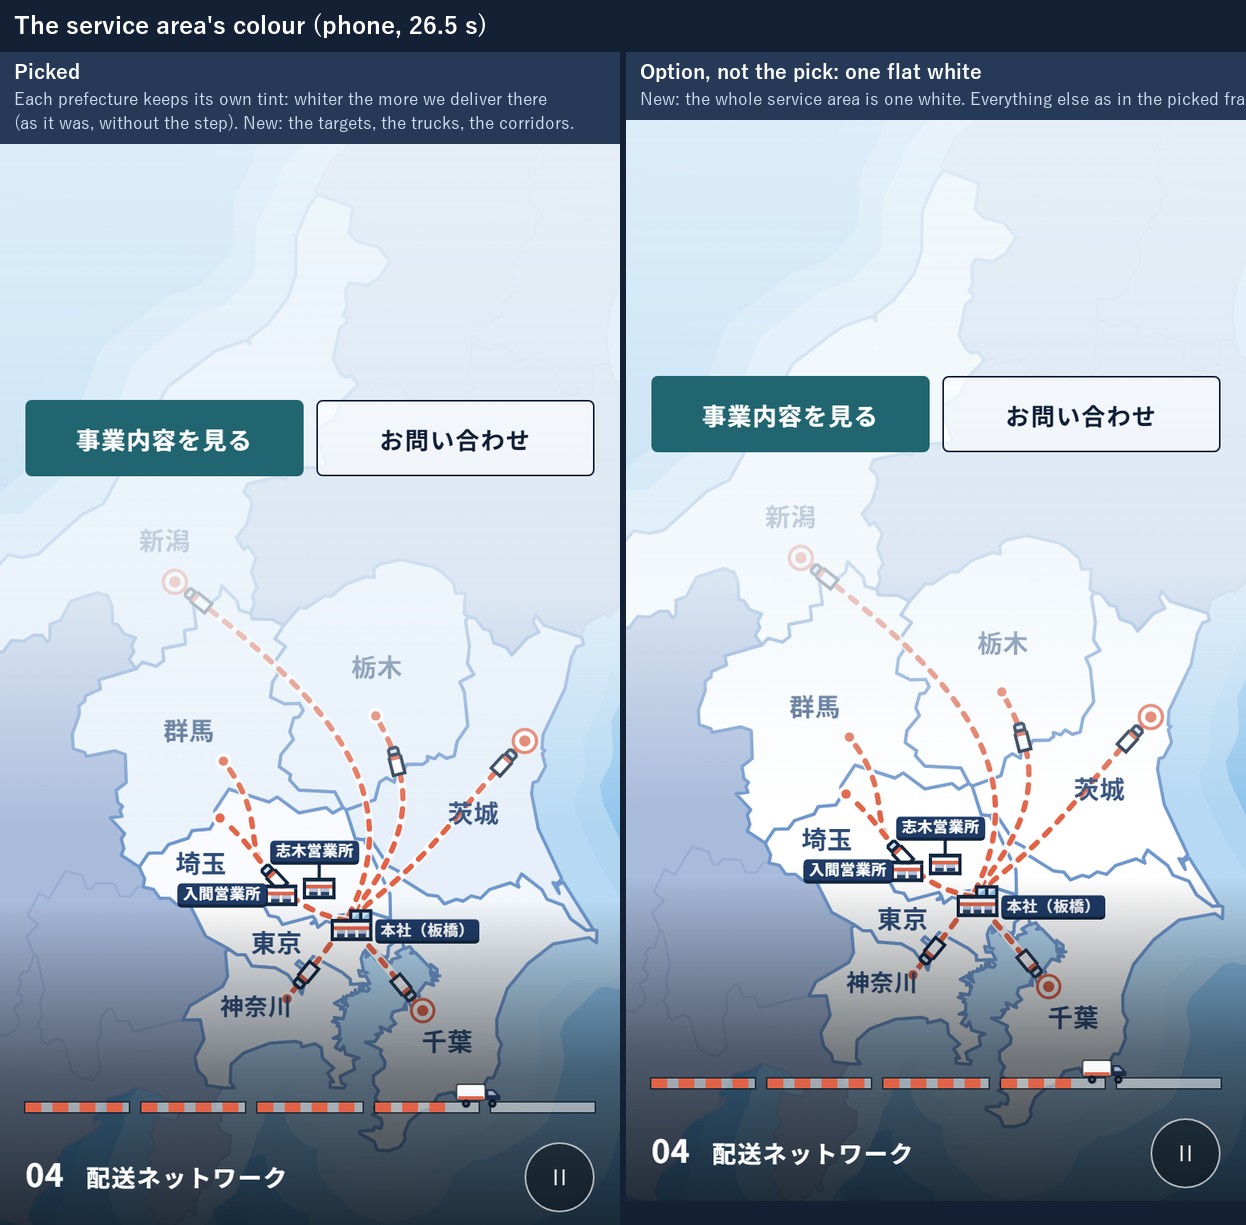 The service area's colour (phone, 26.5 s)
Picked
Each prefecture keeps its own tint: whiter the more we deliver there
(as it was, without the step). New: the targets, the trucks, the corridors.
事業内容を見る
お問い合わせ
新潟
栃木
群馬
茨城
志木営業所
埼玉
入間営業所
本社（板橋）
東京
神奈川
千葉
04 配送ネットワーク
Option, not the pick: one flat white
New: the whole service area is one white. Everything else as in the picked fra
事業内容を見る
お問い合わせ
新潟
栃木
群馬
茨城
志木営業所
埼玉
入間営業所
本社（板橋）
東京
神奈川
千葉
04 配送ネットワーク